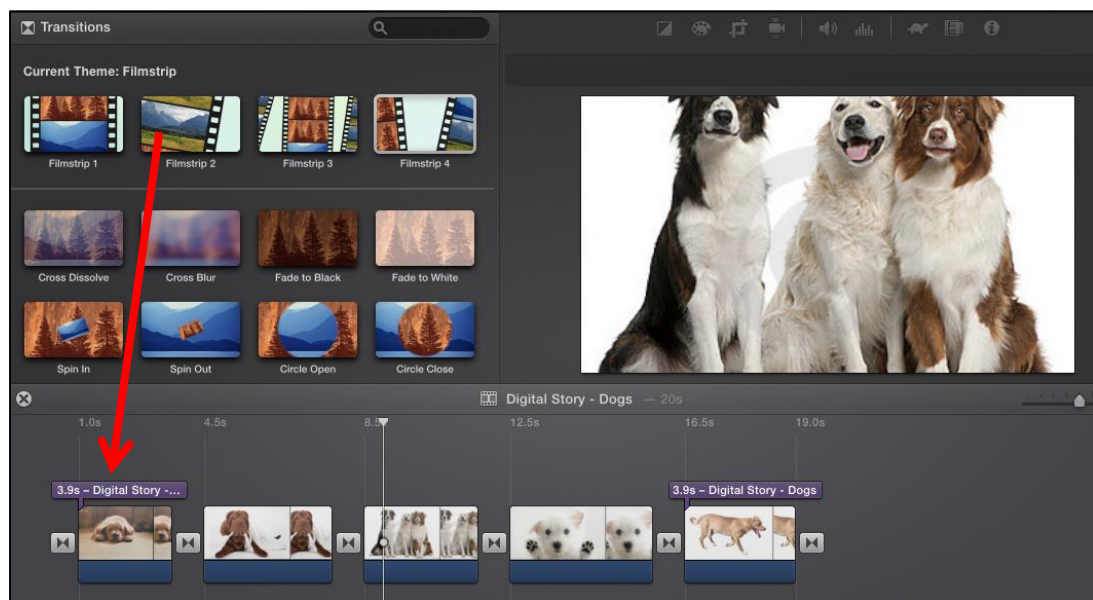 Transitions
Current Theme: Filmstrip
Filmstrip 1
Filmstrip 2
Filmstrip 3
Filmstrip 4
Cross Dissolve
Cross Blur
Fade to Black
Fade to White
Spin In
Spin Out
Circle Open
Circle Close
Digital Story - Dogs — 20s
1.0s 4.5s 8.5 12.5s 16.5s 19.0s
3.9s – Digital Story -...
3.9s – Digital Story - Dogs